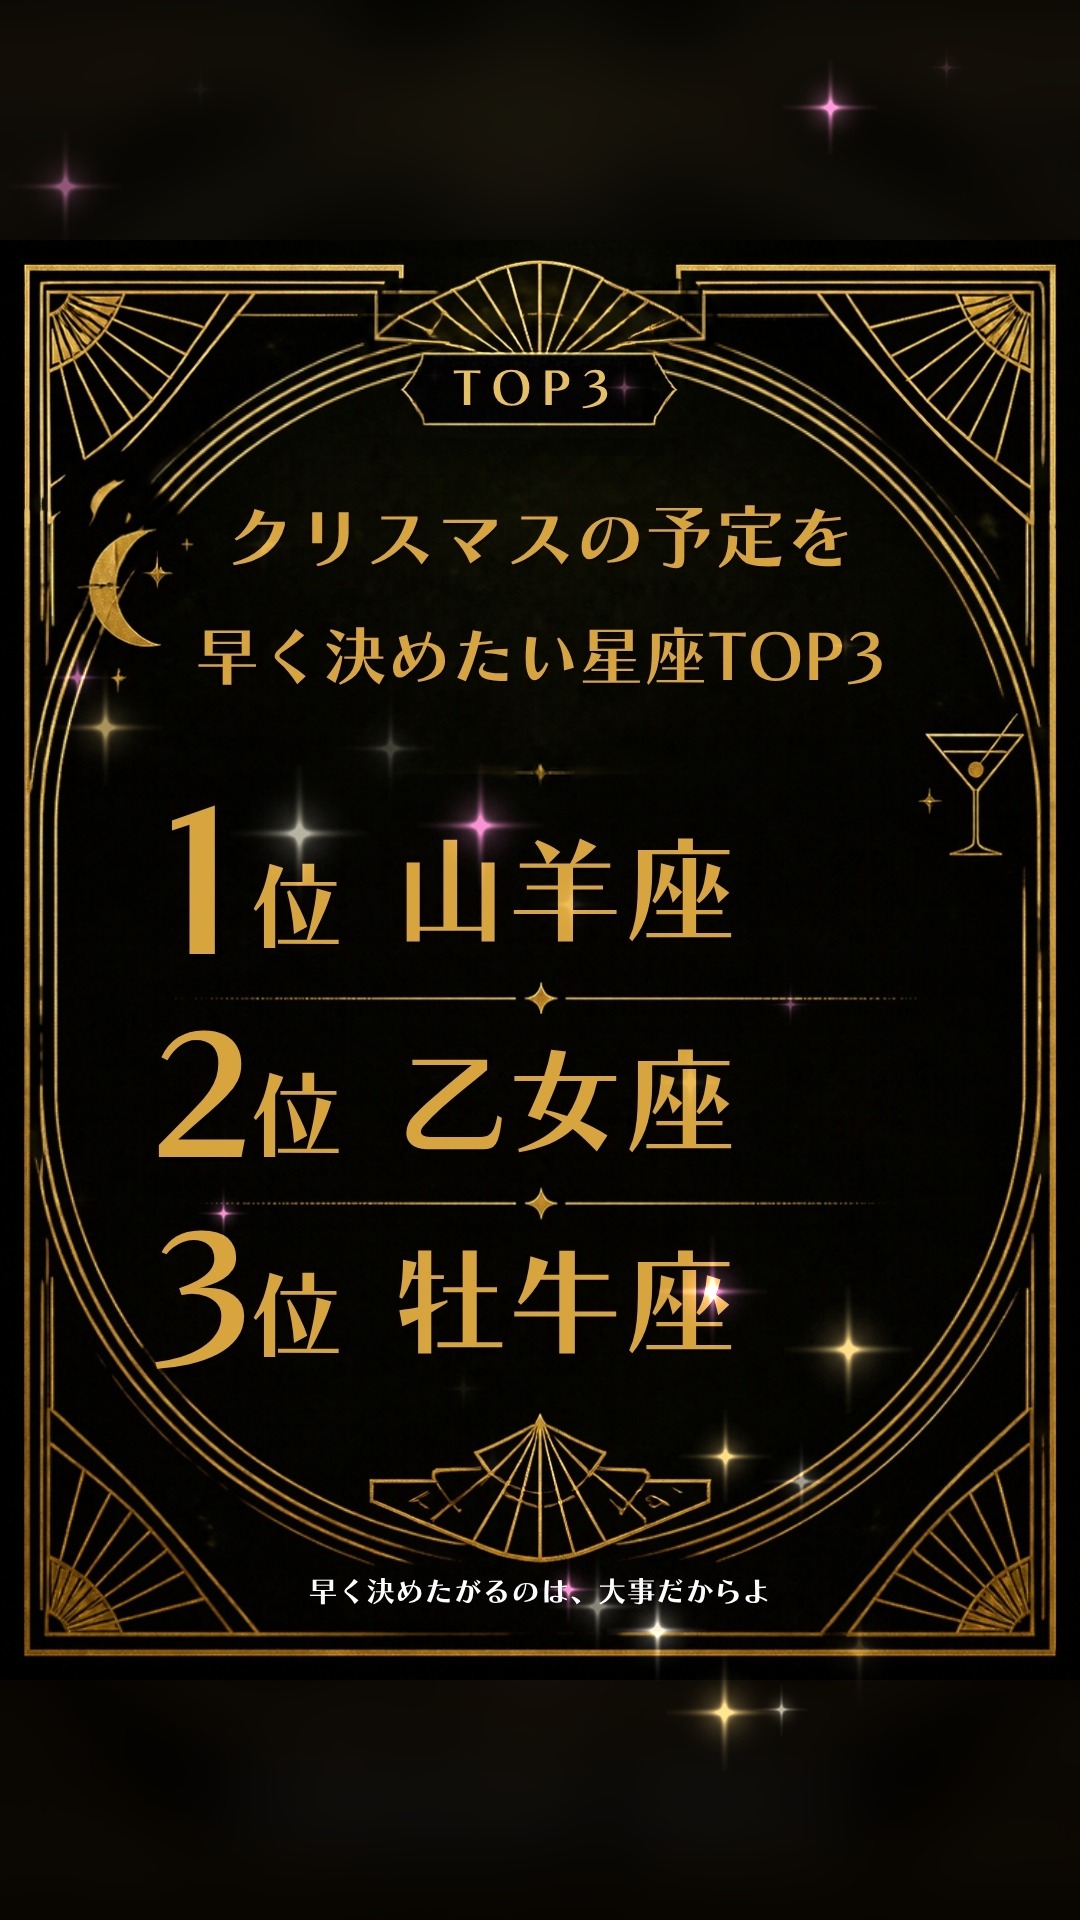 TOP3
クリスマスの予定を
早く決めたい星座TOP3
1位 山羊座
2位 乙女座
3位 牡牛座
早く決めたがるのは、大事だからよ